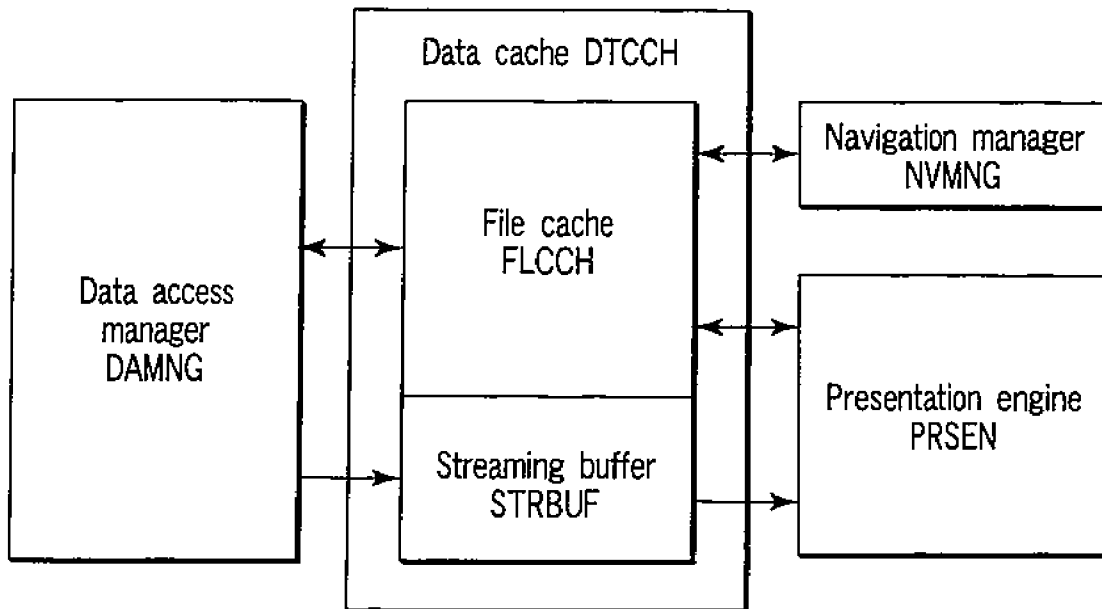 Data cache DTCCH
Data access
manager
DAMNG
File cache
FLCCH
Streaming buffer
STRBUF
Navigation manager
NVMNG
Presentation engine
PRSEN